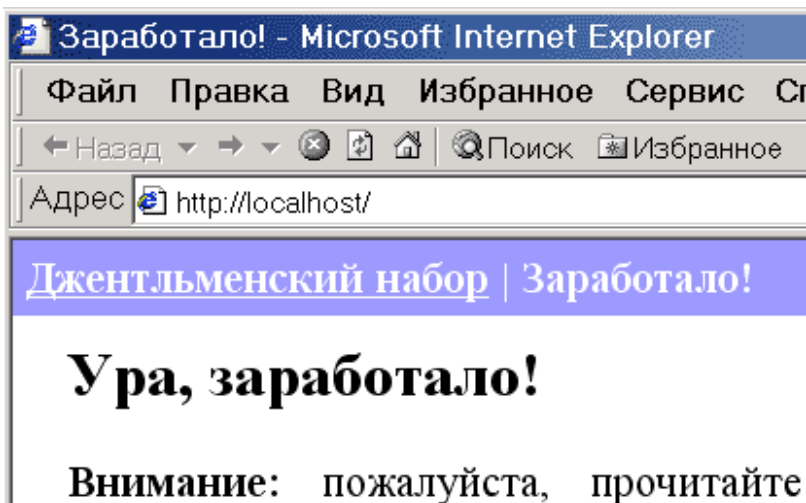 Заработало! - Microsoft Internet Explorer
Файл Правка Вид Избранное Сервис
Назад Поиск Избранное
Адрес http://localhost/
Джентльменский набор | Заработало!
Ура, заработало!
Внимание: пожалуйста, прочитайте